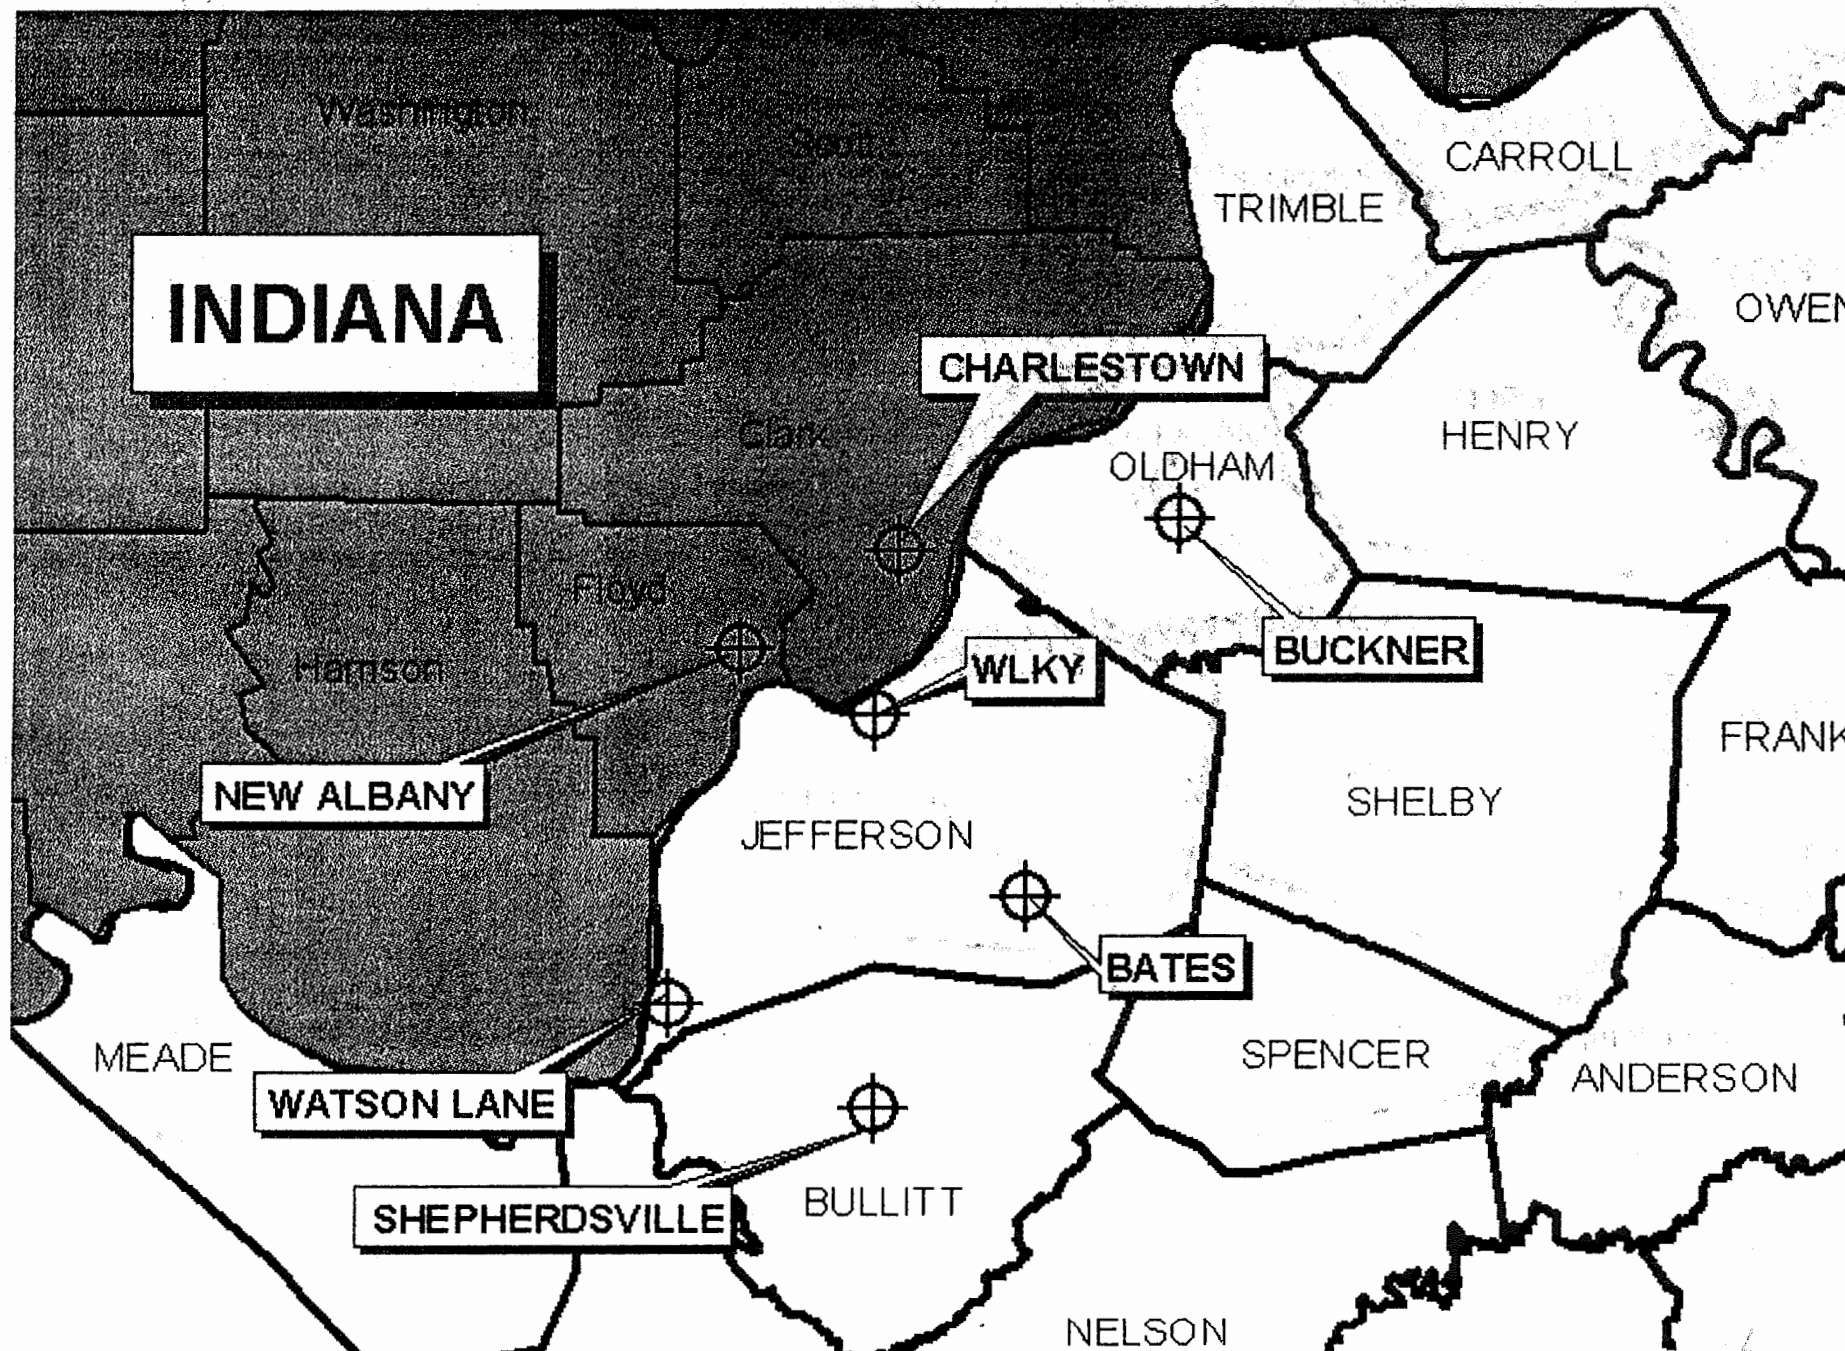 Washington
Scott
CARROLL
TRIMBLE
INDIANA
OWEN
CHARLESTOWN
Clark
HENRY
OLDHAM
Floyd
BUCKNER
WLKY
Harrison
FRANK
NEW ALBANY
SHELBY
JEFFERSON
BATES
MEADE
SPENCER
ANDERSON
WATSON LANE
BULLITT
SHEPHERDSVILLE
NELSON